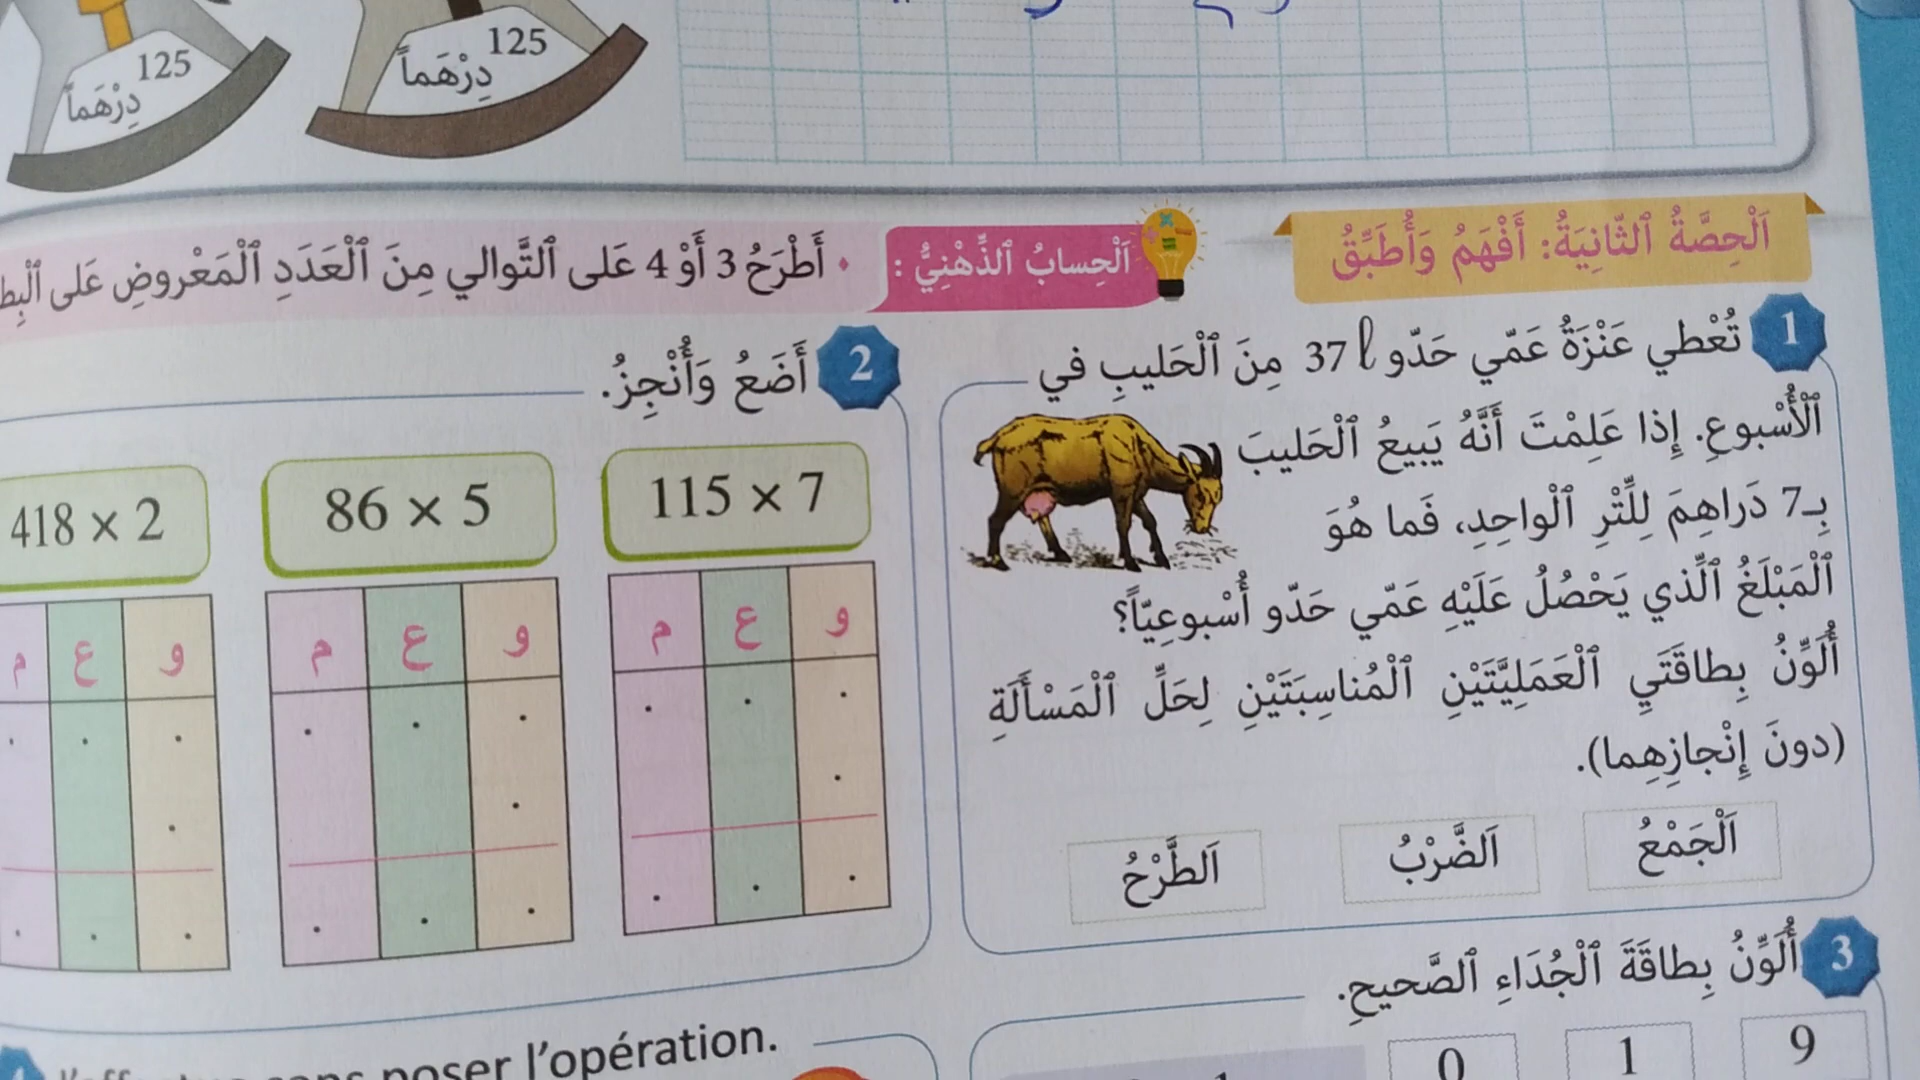 125
دِرْهَماً
125
دِرْهَماً
اَلْحِصَّةُ ٱلثّانِيَةُ: أَفْهَمُ وَأُطَبِّقُ
اَلْحِسابُ ٱلذِّهْنِيُّ :
• أَطْرَحُ 3 أَوْ 4 عَلى ٱلتَّوالي مِنَ ٱلْعَدَدِ ٱلْمَعْروضِ عَلى
1
تُعْطي عَنْزَةُ عَمّي حَدّو 37 ℓ مِنَ ٱلْحَليبِ في
ٱلْأُسْبوعِ. إِذا عَلِمْتَ أَنَّهُ يَبيعُ ٱلْحَليبَ
بِـ7 دَراهِمَ لِلِّتْرِ ٱلْواحِدِ، فَما هُوَ
ٱلْمَبْلَغُ ٱلَّذي يَحْصُلُ عَلَيْهِ عَمّي حَدّو أُسْبوعِيّاً؟
أُلَوِّنُ بِطاقَتَيِ ٱلْعَمَلِيَّتَيْنِ ٱلْمُناسِبَتَيْنِ لِحَلِّ ٱلْمَسْأَلَةِ
(دونَ إِنْجازِهِما).
اَلْجَمْعُ
اَلضَّرْبُ
اَلطَّرْحُ
2
أَضَعُ وَأُنْجِزُ.
115 × 7
86 × 5
418 × 2
و ع م
و ع م
و ع م
3
أُلَوِّنُ بِطاقَةَ ٱلْجُدَاءِ ٱلصَّحيحِ.
9
1
0
sans poser l'opération.